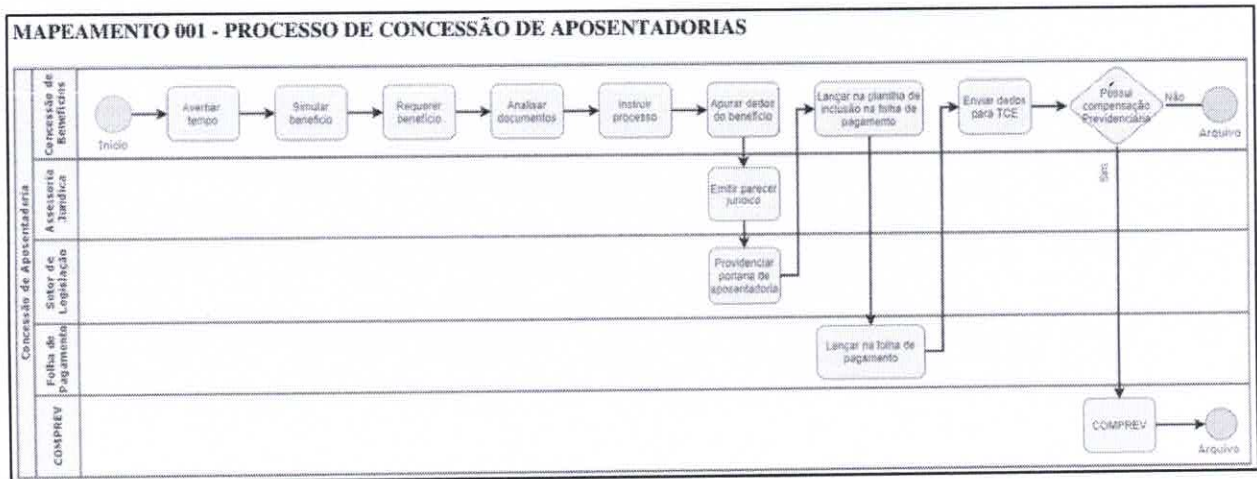 MAPEAMENTO 001 - PROCESSO DE CONCESSÃO DE APOSENTADORIAS
Concessão de Aposentadoria
Concessão de
Benefícios
Início
Averbar
tempo
Simular
benefício
Requerer
benefício
Analisar
documentos
Instruir
processo
Apurar dados
do benefício
Lançar na planilha de
inclusão na folha de
pagamento
Enviar dados
para TCE
Possui
compensação
Previdenciária
Não
Arquivo
Sim
Assessoria
Jurídica
Emitir parecer
jurídico
Setor de
Legislação
Providenciar
portaria de
aposentadoria
Folha de
Pagamento
Lançar na folha de
pagamento
COMPREV
COMPREV
Arquivo